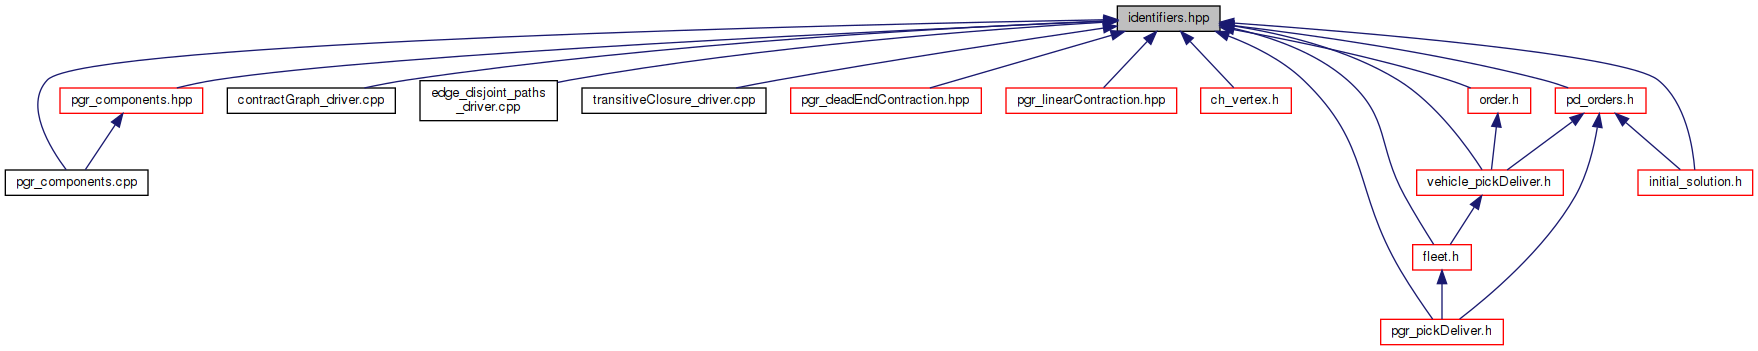 identifiers.hpp
pgr_components.hpp
contractGraph_driver.cpp
edge_disjoint_paths
_driver.cpp
transitiveClosure_driver.cpp
pgr_deadEndContraction.hpp
pgr_linearContraction.hpp
ch_vertex.h
order.h
pd_orders.h
pgr_components.cpp
vehicle_pickDeliver.h
initial_solution.h
fleet.h
pgr_pickDeliver.h